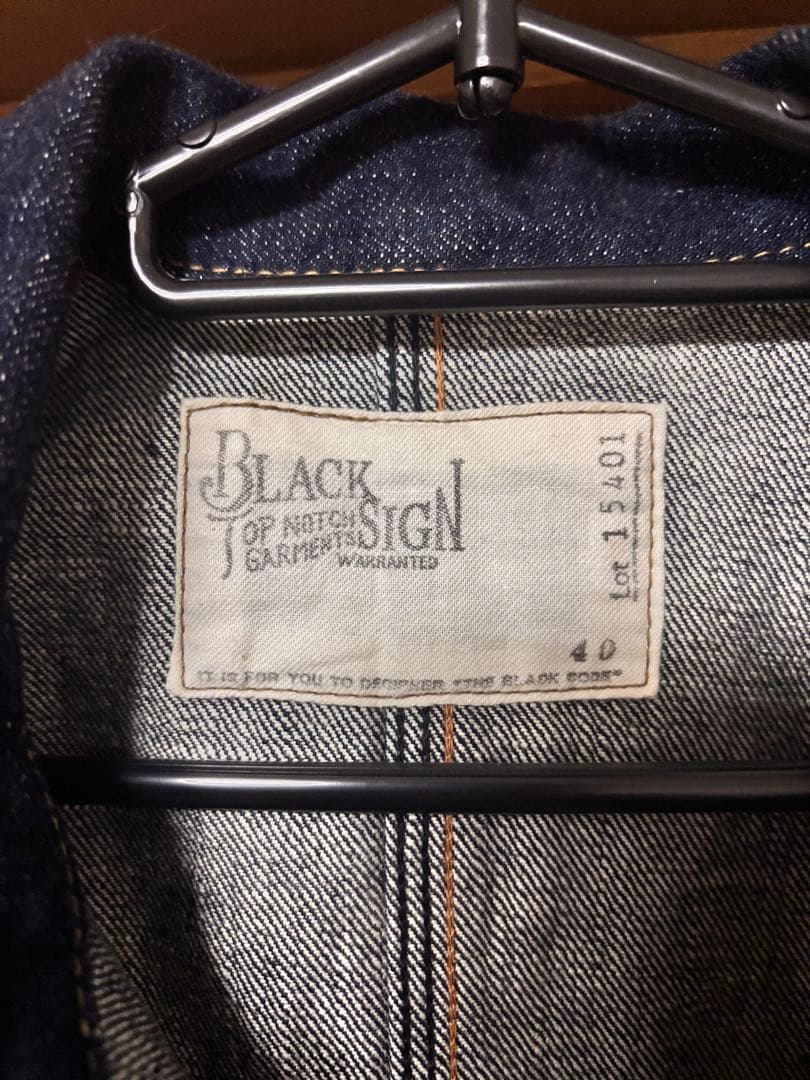 BLACK
SIGN
TOP NOTCH
GARMENTS
WARRANTED
Lot 15401
40
IT IS FOR YOU TO DECIPHER "THE BLACK CODE"